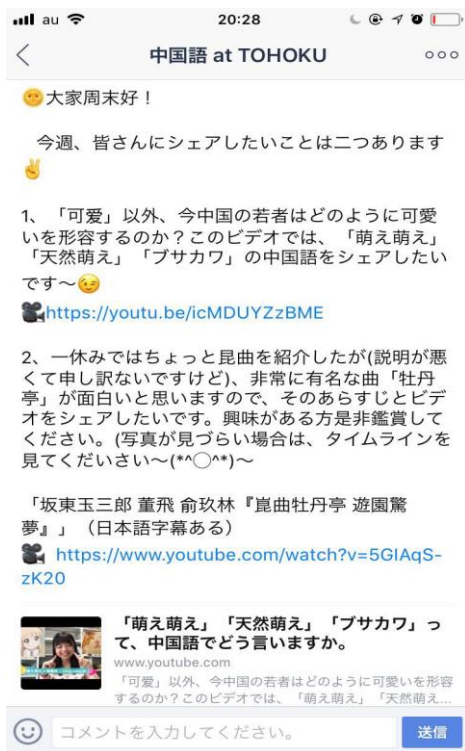 au 20:28
中国語 at TOHOKU
🌞大家周末好！
今週、皆さんにシェアしたいことは二つあります
✌
1、「可爱」以外、今中国の若者はどのように可愛
いを形容するのか？このビデオでは、「萌え萌え」
「天然萌え」「ブサカワ」の中国語をシェアしたい
です〜😉
🎥https://youtu.be/icMDUYZzBME
2、一休みではちょっと昆曲を紹介したが(説明が悪
くて申し訳ないですけど)、非常に有名な曲「牡丹
亭」が面白いと思いますので、そのあらすじとビデ
オをシェアしたいです。興味がある方是非鑑賞して
ください。(写真が見づらい場合は、タイムラインを
見てくだいさい〜(*^◯^*)〜
「坂東玉三郎 董飛 俞玖林『崑曲牡丹亭 遊園驚
夢』」（日本語字幕ある）
🎥 https://www.youtube.com/watch?v=5GIAqS-
zK20
「萌え萌え」「天然萌え」「ブサカワ」っ
て、中国語でどう言いますか。
www.youtube.com
「可爱」以外、今中国の若者はどのように可愛いを形容
するのか？このビデオでは、「萌え萌え」「天然萌え...
コメントを入力してください。 送信